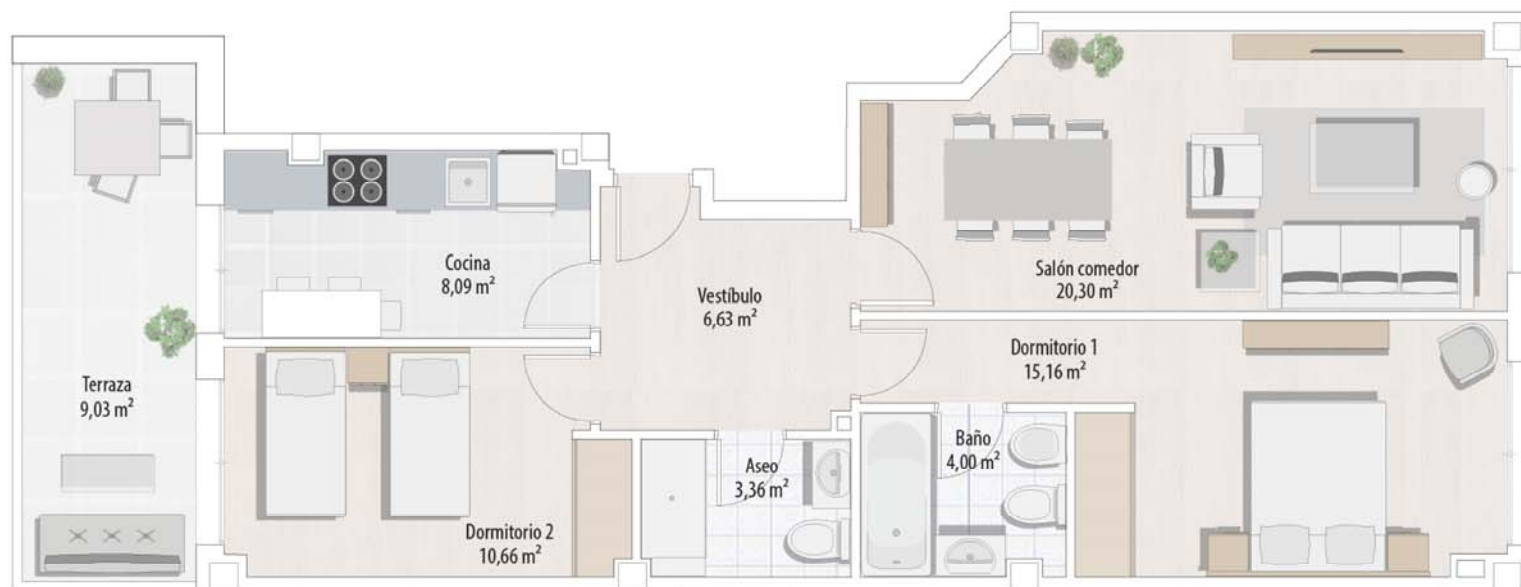 Cocina
8,09 m²
Vestíbulo
6,63 m²
Salón comedor
20,30 m²
Dormitorio 1
15,16 m²
Terraza
9,03 m²
Baño
4,00 m²
Aseo
3,36 m²
Dormitorio 2
10,66 m²